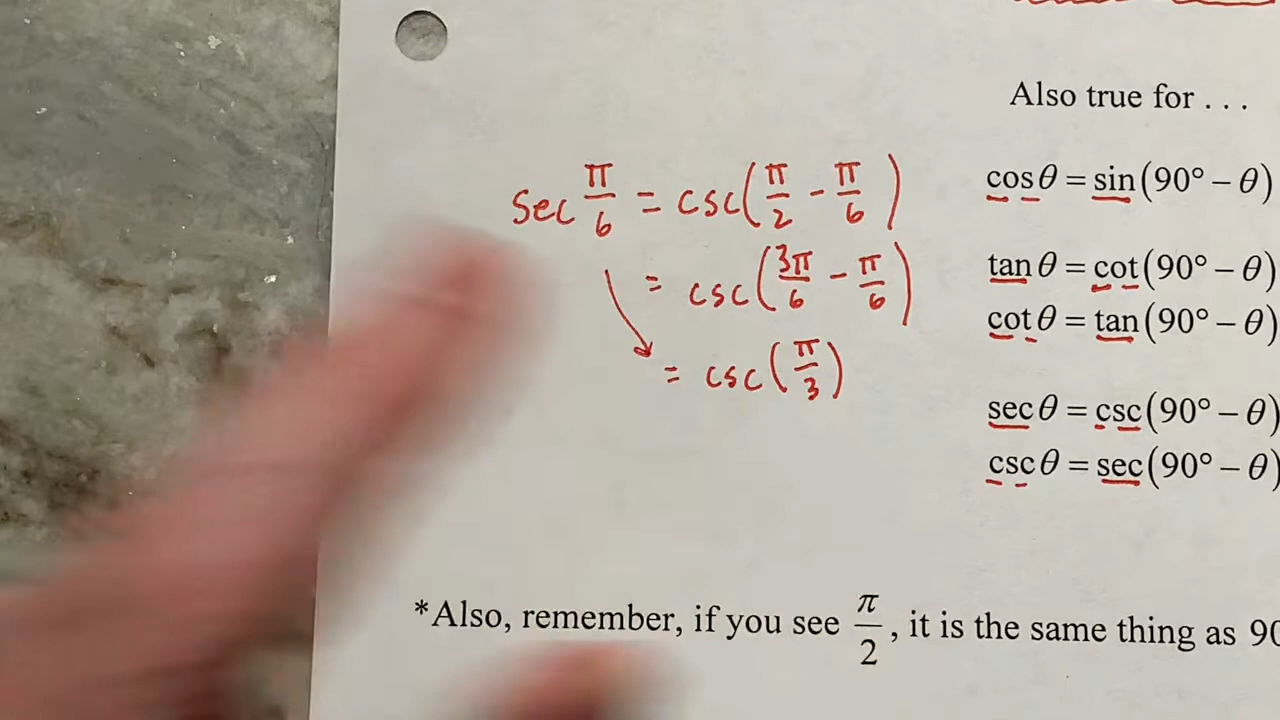 Also true for . . .
sec π/6 = csc(π/2 - π/6)
= csc(3π/6 - π/6)
= csc(π/3)
cos θ = sin(90° – θ)
tan θ = cot(90° – θ)
cot θ = tan(90° – θ)
sec θ = csc(90° – θ)
csc θ = sec(90° – θ)
*Also, remember, if you see π/2, it is the same thing as 90